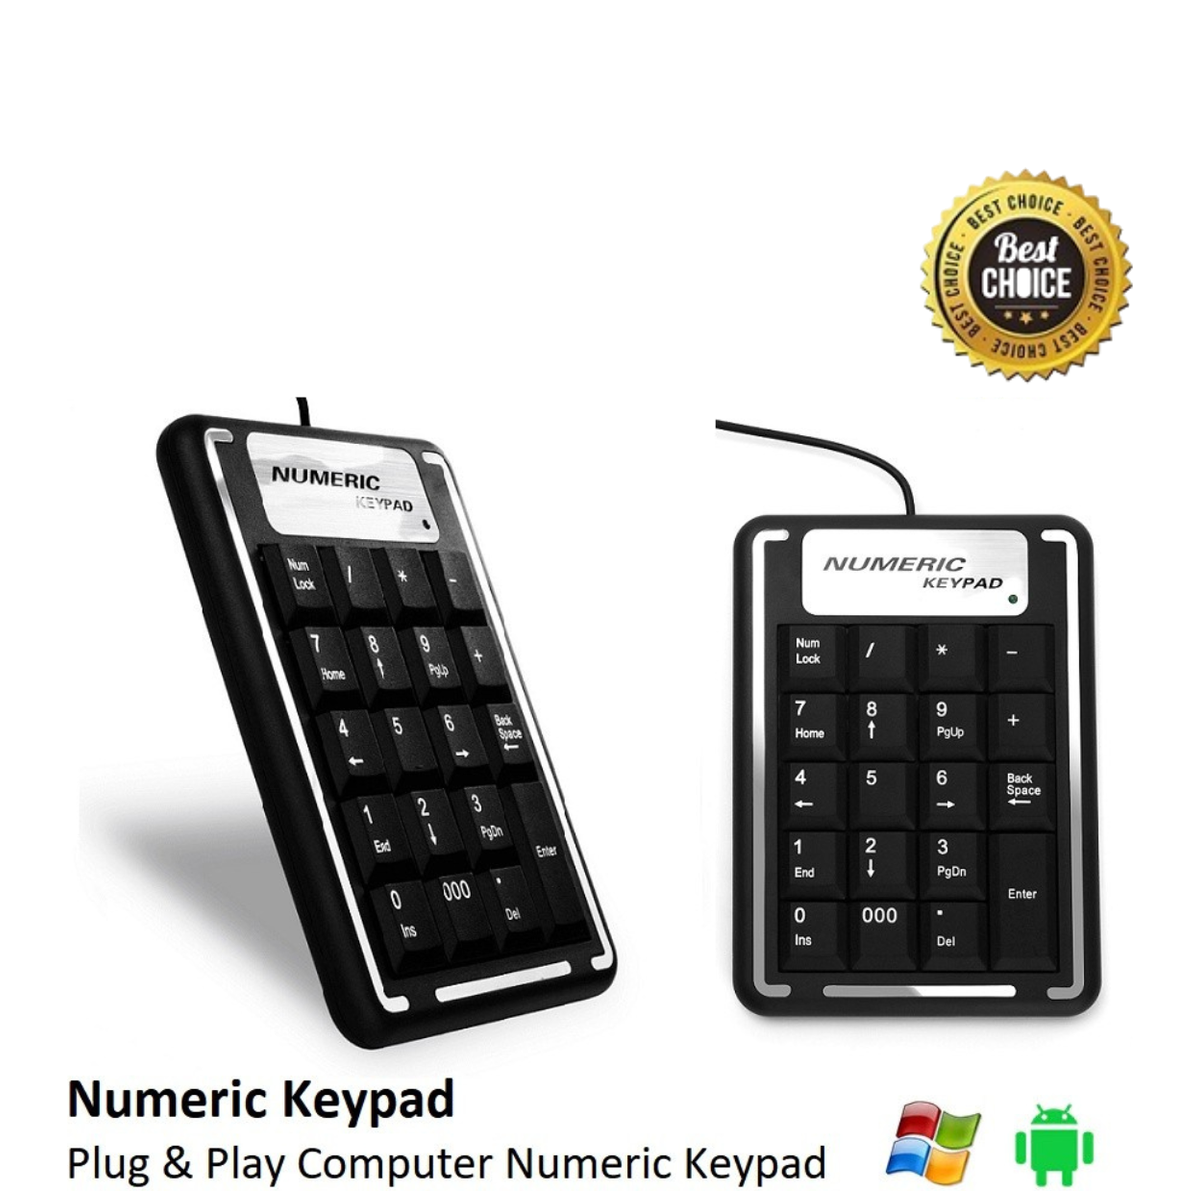 BEST CHOICE · BEST CHOICE · BEST CHOICE · BEST CHOICE ·
Best
CHOICE
NUMERIC
KEYPAD
Num
Lock
/
*
-
7
Home
8
↑
9
PgUp
+
4
←
5
6
→
Back
Space
←
1
End
2
↓
3
PgDn
Enter
0
Ins
000
.
Del
NUMERIC
KEYPAD
Num
Lock
/
*
-
7
Home
8
↑
9
PgUp
+
4
←
5
6
→
Back
Space
←
1
End
2
↓
3
PgDn
Enter
0
Ins
000
.
Del
Numeric Keypad
Plug & Play Computer Numeric Keypad